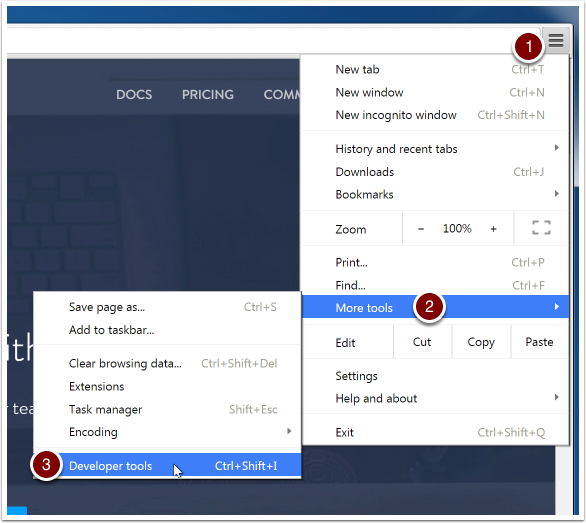 1
DOCS PRICING COMM
New tab Ctrl+T
New window Ctrl+N
New incognito window Ctrl+Shift+N
History and recent tabs
Downloads Ctrl+J
Bookmarks
Zoom − 100% +
Print... Ctrl+P
Find... Ctrl+F
More tools 2
Edit Cut Copy Paste
Settings
Help and about
Exit Ctrl+Shift+Q
Save page as... Ctrl+S
Add to taskbar...
Clear browsing data... Ctrl+Shift+Del
Extensions
Task manager Shift+Esc
Encoding
3 Developer tools Ctrl+Shift+I
ith
r tea